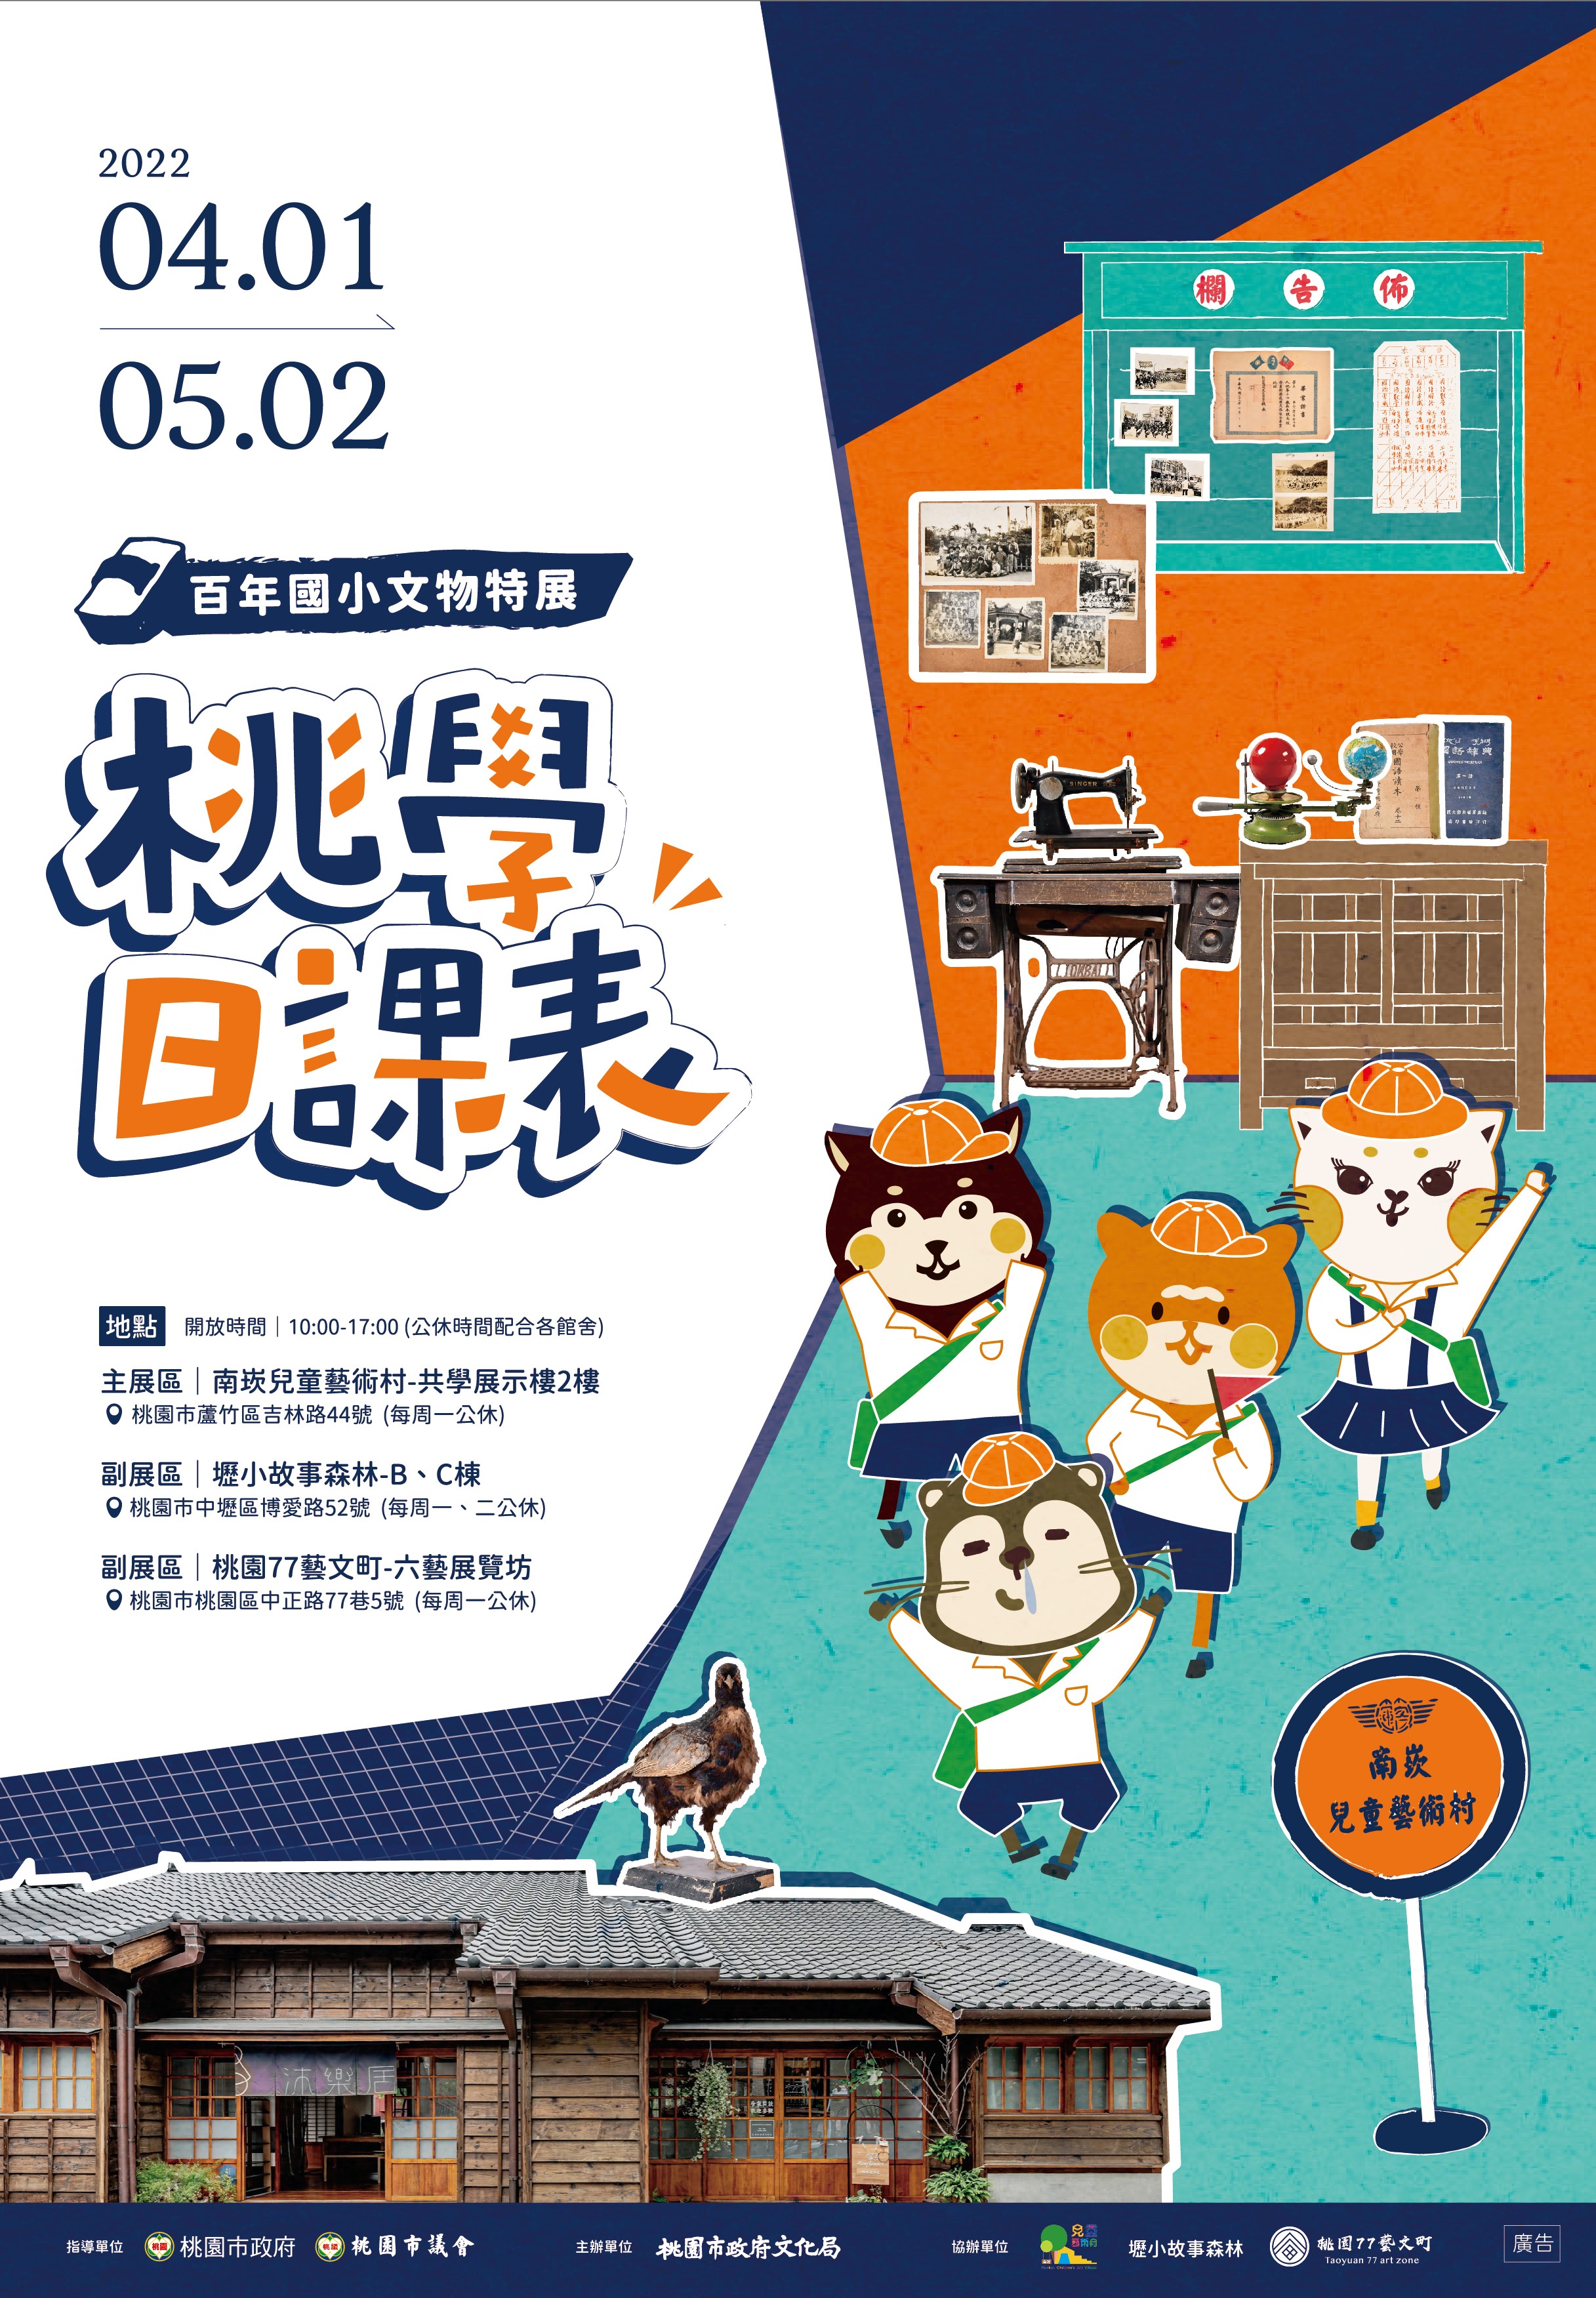 2022
04.01
05.02
百年國小文物特展
桃學
日課表
地點 開放時間｜10:00-17:00 (公休時間配合各館舍)
主展區｜南崁兒童藝術村-共學展示樓2樓
桃園市蘆竹區吉林路44號 (每周一公休)
副展區｜壢小故事森林-B、C棟
桃園市中壢區博愛路52號 (每周一、二公休)
副展區｜桃園77藝文町-六藝展覽坊
桃園市桃園區中正路77巷5號 (每周一公休)
欄告佈
畢業證書
SINGER
國語讀本
南崁
兒童藝術村
沐樂居
指導單位 桃園市政府 桃園市議會 主辦單位 桃園市政府文化局 協辦單位 壢小故事森林 桃園77藝文町
Taoyuan 77 art zone
廣告